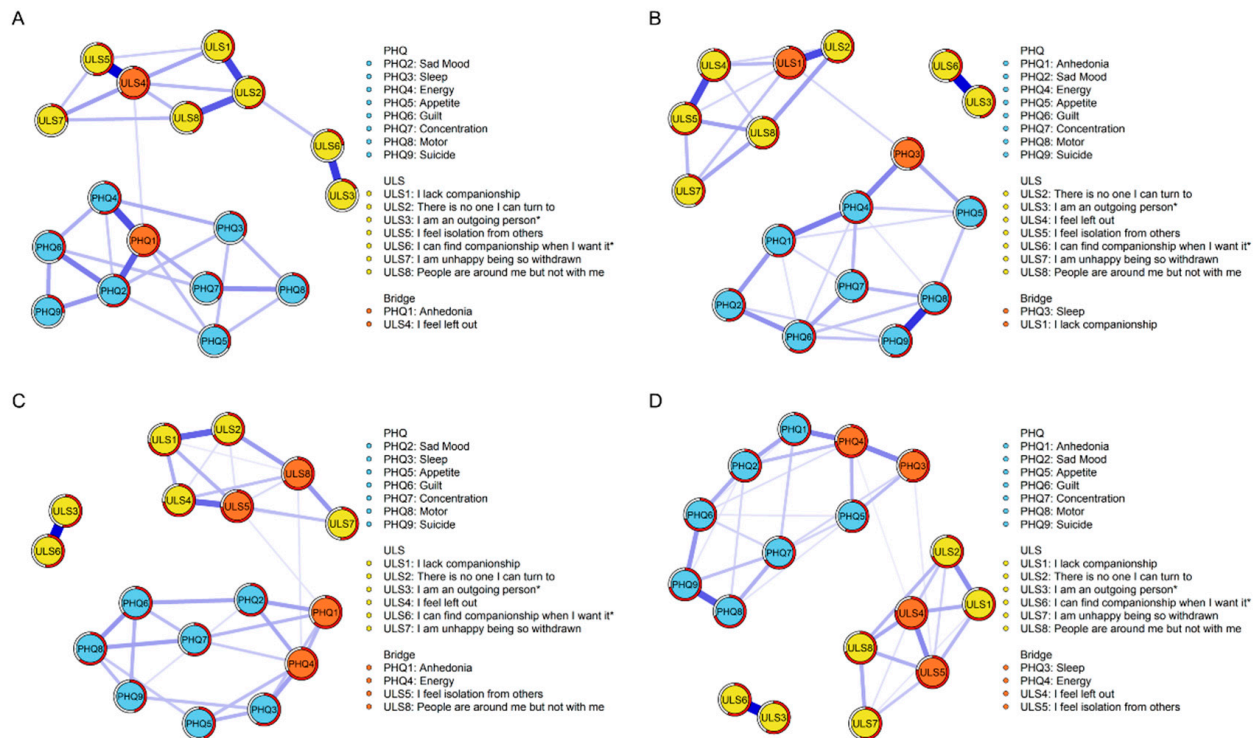 A
ULS1
ULS5
ULS4
ULS2
ULS8
ULS7
ULS6
ULS3
PHQ4
PHQ3
PHQ6
PHQ1
PHQ2
PHQ7
PHQ8
PHQ9
PHQ5
PHQ
PHQ2: Sad Mood
PHQ3: Sleep
PHQ4: Energy
PHQ5: Appetite
PHQ6: Guilt
PHQ7: Concentration
PHQ8: Motor
PHQ9: Suicide
ULS
ULS1: I lack companionship
ULS2: There is no one I can turn to
ULS3: I am an outgoing person*
ULS5: I feel isolation from others
ULS6: I can find companionship when I want it*
ULS7: I am unhappy being so withdrawn
ULS8: People are around me but not with me
Bridge
PHQ1: Anhedonia
ULS4: I feel left out
B
ULS2
ULS4
ULS1
ULS6
ULS3
ULS5
ULS8
ULS7
PHQ3
PHQ4
PHQ5
PHQ1
PHQ7
PHQ2
PHQ8
PHQ6
PHQ9
PHQ
PHQ1: Anhedonia
PHQ2: Sad Mood
PHQ4: Energy
PHQ5: Appetite
PHQ6: Guilt
PHQ7: Concentration
PHQ8: Motor
PHQ9: Suicide
ULS
ULS2: There is no one I can turn to
ULS3: I am an outgoing person*
ULS4: I feel left out
ULS5: I feel isolation from others
ULS6: I can find companionship when I want it*
ULS7: I am unhappy being so withdrawn
ULS8: People are around me but not with me
Bridge
PHQ3: Sleep
ULS1: I lack companionship
C
ULS1
ULS2
ULS8
ULS4
ULS5
ULS7
ULS3
ULS6
PHQ6
PHQ2
PHQ1
PHQ8
PHQ7
PHQ4
PHQ9
PHQ3
PHQ5
PHQ
PHQ2: Sad Mood
PHQ3: Sleep
PHQ5: Appetite
PHQ6: Guilt
PHQ7: Concentration
PHQ8: Motor
PHQ9: Suicide
ULS
ULS1: I lack companionship
ULS2: There is no one I can turn to
ULS3: I am an outgoing person*
ULS4: I feel left out
ULS6: I can find companionship when I want it*
ULS7: I am unhappy being so withdrawn
Bridge
PHQ1: Anhedonia
PHQ4: Energy
ULS5: I feel isolation from others
ULS8: People are around me but not with me
D
PHQ1
PHQ4
PHQ2
PHQ3
PHQ6
PHQ5
PHQ7
PHQ9
PHQ8
ULS2
ULS4
ULS1
ULS8
ULS5
ULS6
ULS3
ULS7
PHQ
PHQ1: Anhedonia
PHQ2: Sad Mood
PHQ5: Appetite
PHQ6: Guilt
PHQ7: Concentration
PHQ8: Motor
PHQ9: Suicide
ULS
ULS1: I lack companionship
ULS2: There is no one I can turn to
ULS3: I am an outgoing person*
ULS6: I can find companionship when I want it*
ULS7: I am unhappy being so withdrawn
ULS8: People are around me but not with me
Bridge
PHQ3: Sleep
PHQ4: Energy
ULS4: I feel left out
ULS5: I feel isolation from others